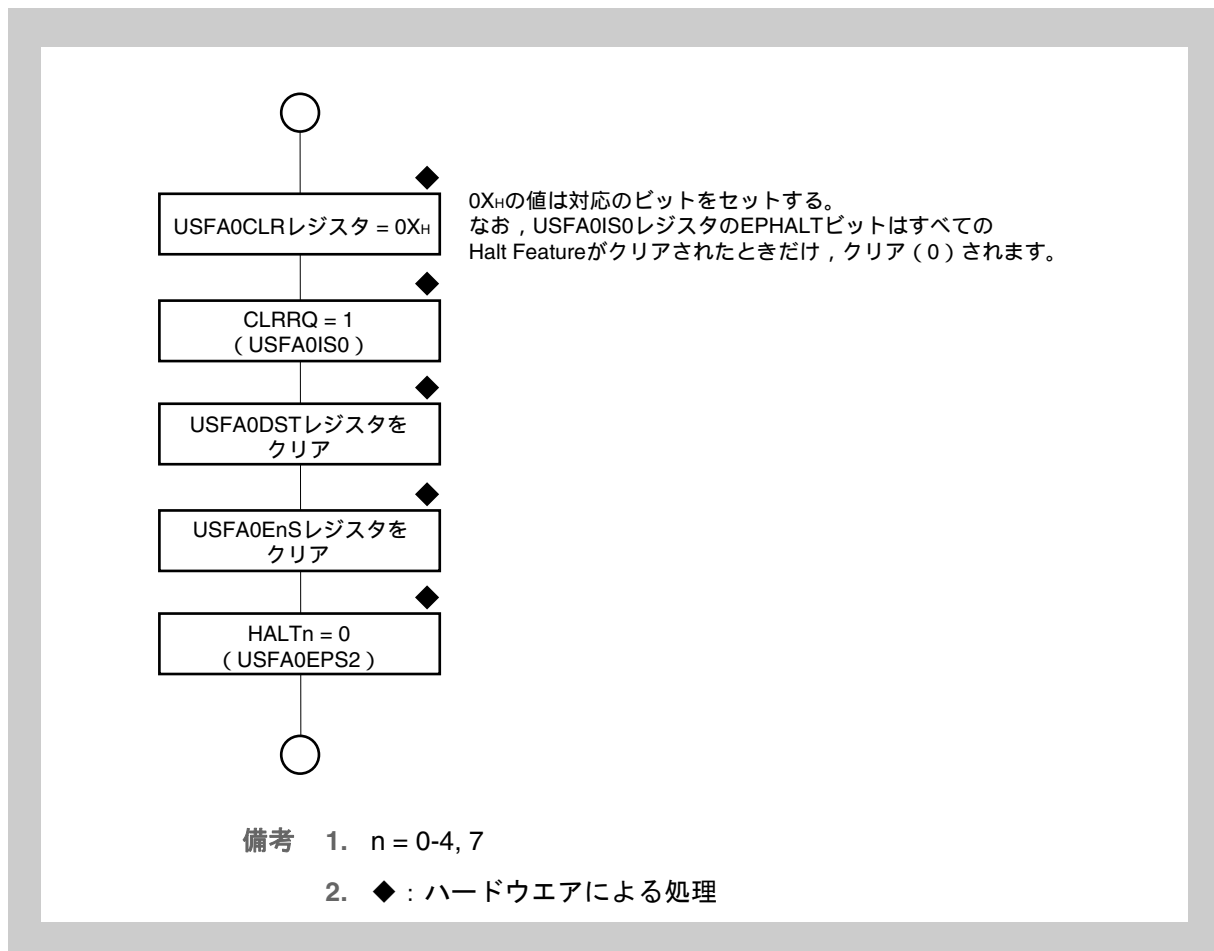 USFA0CLRレジスタ = 0XH
0XHの値は対応のビットをセットする。
なお，USFA0IS0レジスタのEPHALTビットはすべての
Halt Featureがクリアされたときだけ，クリア（0）されます。
CLRRQ = 1
（USFA0IS0）
USFA0DSTレジスタを
クリア
USFA0EnSレジスタを
クリア
HALTn = 0
（USFA0EPS2）
備考 1. n = 0-4, 7
2. ◆：ハードウエアによる処理